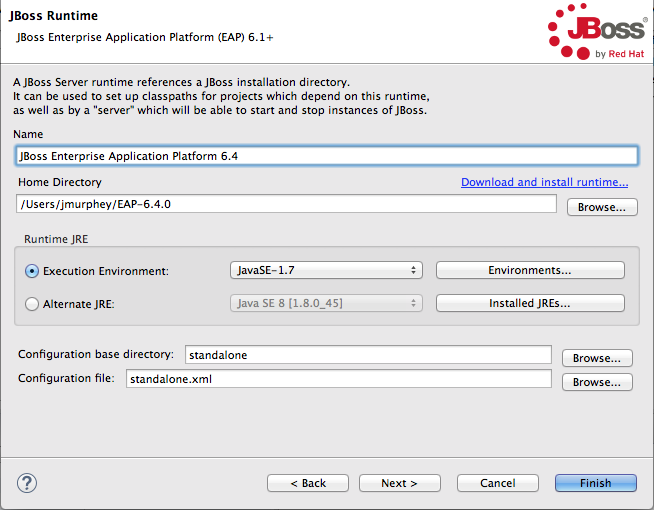 JBoss Runtime
JBoss Enterprise Application Platform (EAP) 6.1+
JBoss®
by Red Hat
A JBoss Server runtime references a JBoss installation directory.
It can be used to set up classpaths for projects which depend on this runtime,
as well as by a "server" which will be able to start and stop instances of JBoss.
Name
JBoss Enterprise Application Platform 6.4
Home Directory Download and install runtime...
/Users/jmurphey/EAP-6.4.0 Browse...
Runtime JRE
Execution Environment: JavaSE-1.7 Environments...
Alternate JRE: Java SE 8 [1.8.0_45] Installed JREs...
Configuration base directory: standalone Browse...
Configuration file: standalone.xml Browse...
? < Back Next > Cancel Finish